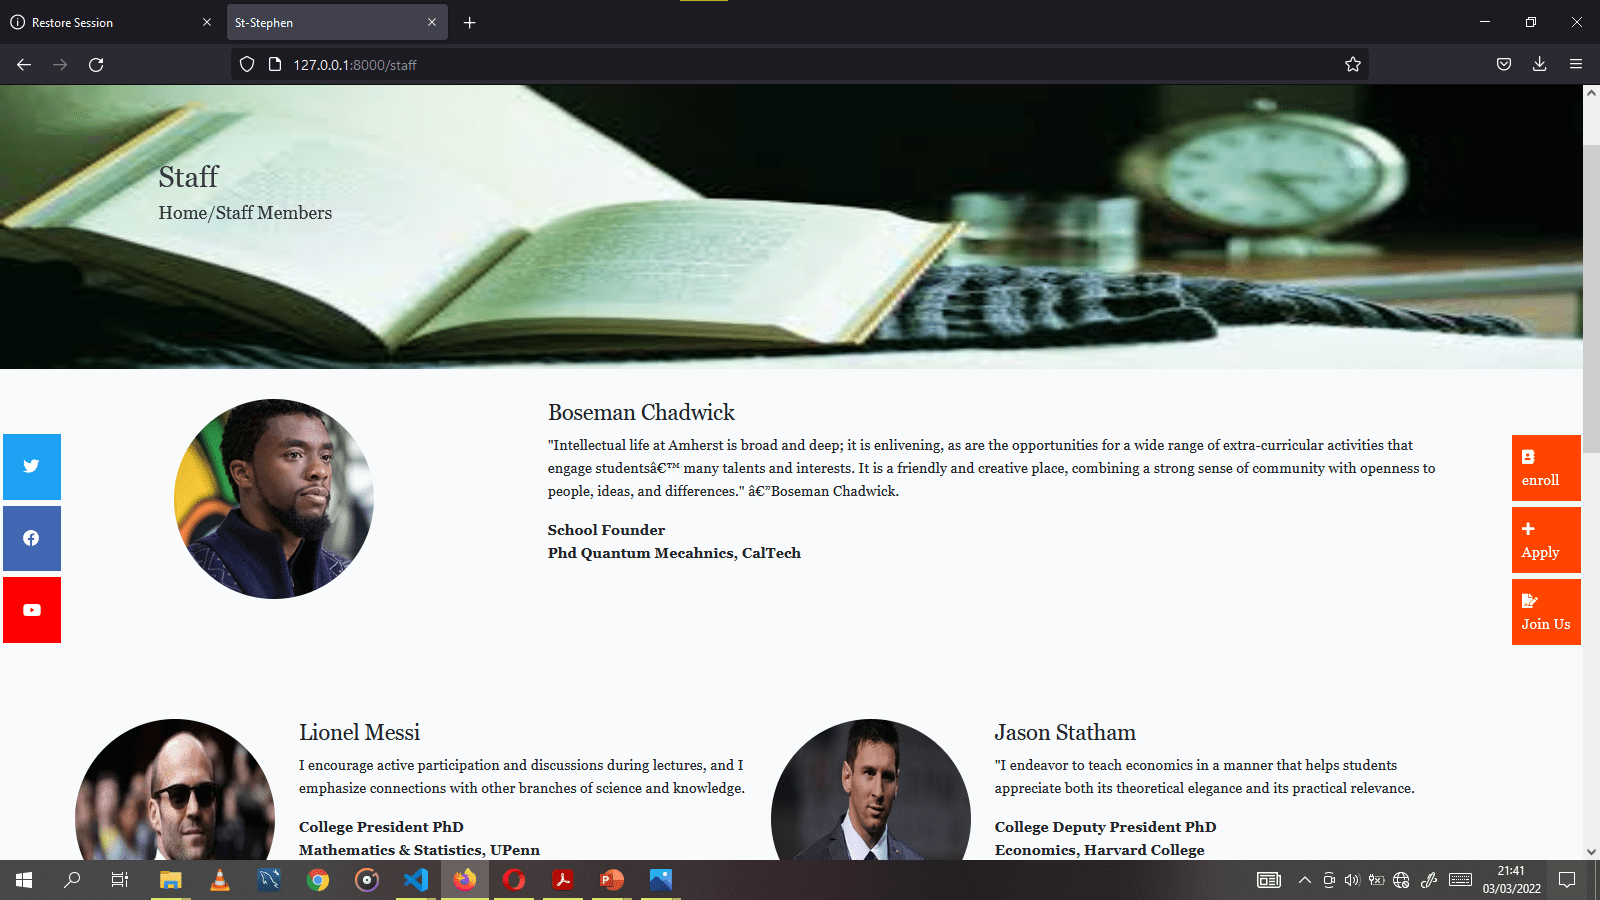 Restore Session
St-Stephen
127.0.0.1:8000/staff
Staff
Home/Staff Members
Boseman Chadwick
"Intellectual life at Amherst is broad and deep; it is enlivening, as are the opportunities for a wide range of extra-curricular activities that
engage studentsâ€™ many talents and interests. It is a friendly and creative place, combining a strong sense of community with openness to
people, ideas, and differences." â€”Boseman Chadwick.
School Founder
Phd Quantum Mecahnics, CalTech
enroll
Apply
Join Us
Lionel Messi
I encourage active participation and discussions during lectures, and I
emphasize connections with other branches of science and knowledge.
College President PhD
Mathematics & Statistics, UPenn
Jason Statham
"I endeavor to teach economics in a manner that helps students
appreciate both its theoretical elegance and its practical relevance.
College Deputy President PhD
Economics, Harvard College
21:41
03/03/2022